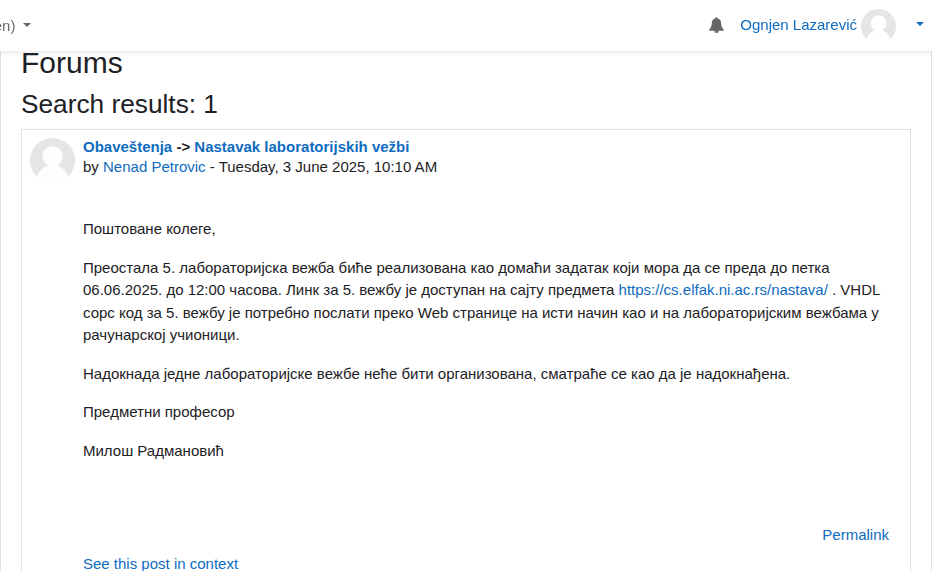 en)
Ognjen Lazarević
Forums
Search results: 1
Obaveštenja -> Nastavak laboratorijskih vežbi
by Nenad Petrovic - Tuesday, 3 June 2025, 10:10 AM
Поштоване колеге,
Преостала 5. лабораторијска вежба биће реализована као домаћи задатак који мора да се преда до петка
06.06.2025. до 12:00 часова. Линк за 5. вежбу је доступан на сајту предмета https://cs.elfak.ni.ac.rs/nastava/ . VHDL
сорс код за 5. вежбу је потребно послати преко Web странице на исти начин као и на лабораторијским вежбама у
рачунарској учионици.
Надокнада једне лабораторијске вежбе неће бити организована, сматраће се као да је надокнађена.
Предметни професор
Милош Радмановић
Permalink
See this post in context